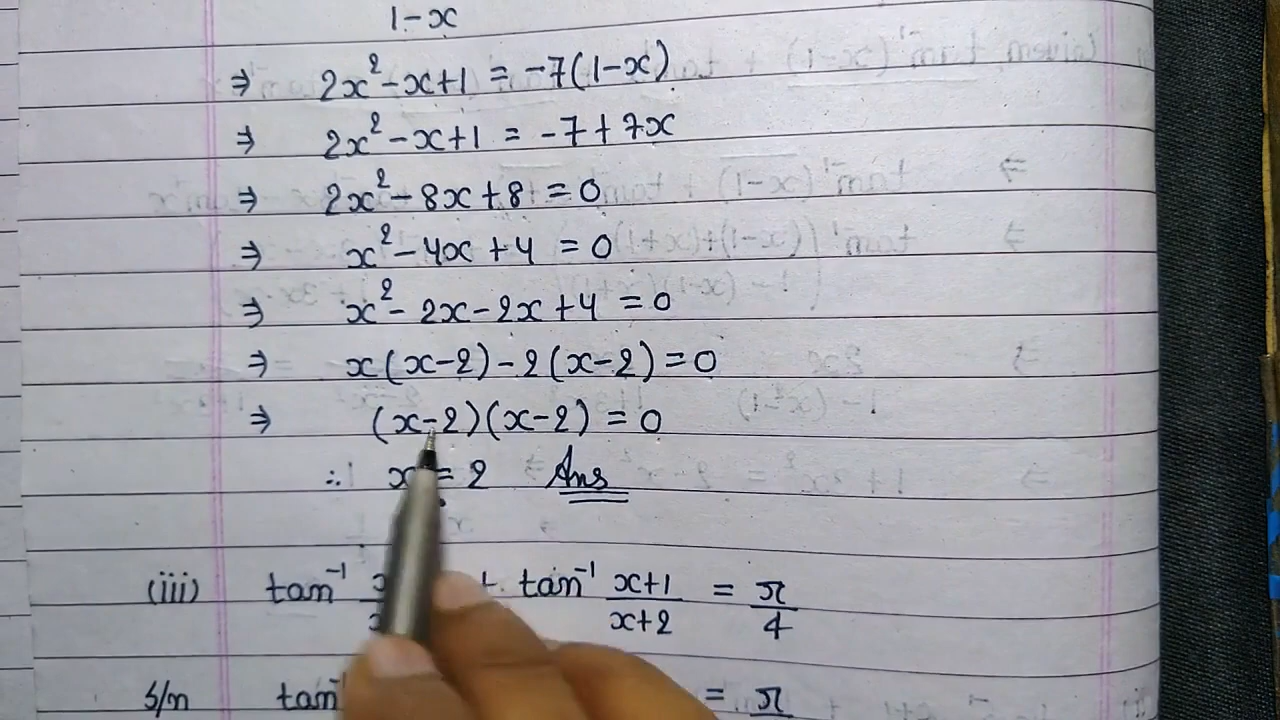 1-x
⇒ 2x²-x+1 = -7(1-x)
⇒ 2x²-x+1 = -7+7x
⇒ 2x²-8x+8 = 0
⇒ x²-4x+4 = 0
⇒ x²-2x-2x+4 = 0
⇒ x(x-2)-2(x-2) = 0
⇒ (x-2)(x-2) = 0
∴ x = 2 Ans
(iii) tan⁻¹ + tan⁻¹ (x+1)/(x+2) = π/4
S/n tan⁻¹ = π